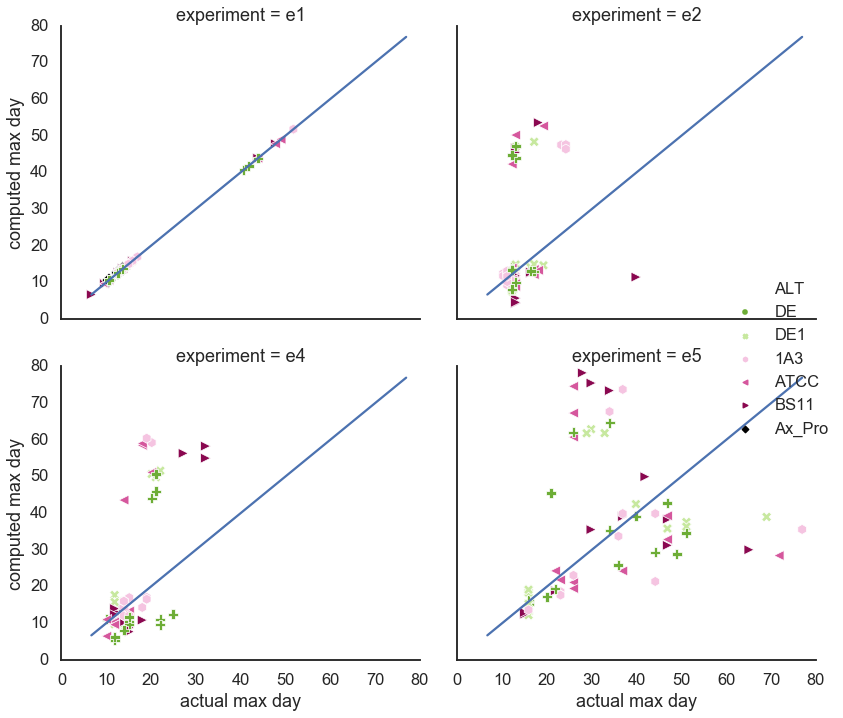 experiment = e1
experiment = e2
80
70
60
50
40
30
20
10
0
computed max day
ALT
DE
DE1
1A3
ATCC
BS11
Ax_Pro
experiment = e4
experiment = e5
80
70
60
50
40
30
20
10
0
computed max day
0 10 20 30 40 50 60 70 80
0 10 20 30 40 50 60 70 80
actual max day
actual max day